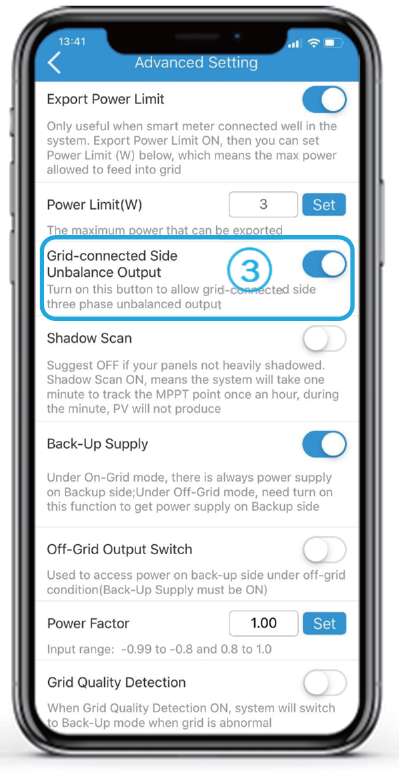 13:41
Advanced Setting
Export Power Limit
Only useful when smart meter connected well in the
system. Export Power Limit ON, then you can set
Power Limit (W) below, which means the max power
allowed to feed into grid
Power Limit(W)
3
Set
The maximum power that can be exported
Grid-connected Side
Unbalance Output
3
Turn on this button to allow grid-connected side
three phase unbalanced output
Shadow Scan
Suggest OFF if your panels not heavily shadowed.
Shadow Scan ON, means the system will take one
minute to track the MPPT point once an hour, during
the minute, PV will not produce
Back-Up Supply
Under On-Grid mode, there is always power supply
on Backup side;Under Off-Grid mode, need turn on
this function to get power supply on Backup side
Off-Grid Output Switch
Used to access power on back-up side under off-grid
condition(Back-Up Supply must be ON)
Power Factor
1.00
Set
Input range: -0.99 to -0.8 and 0.8 to 1.0
Grid Quality Detection
When Grid Quality Detection ON, system will switch
to Back-Up mode when grid is abnormal